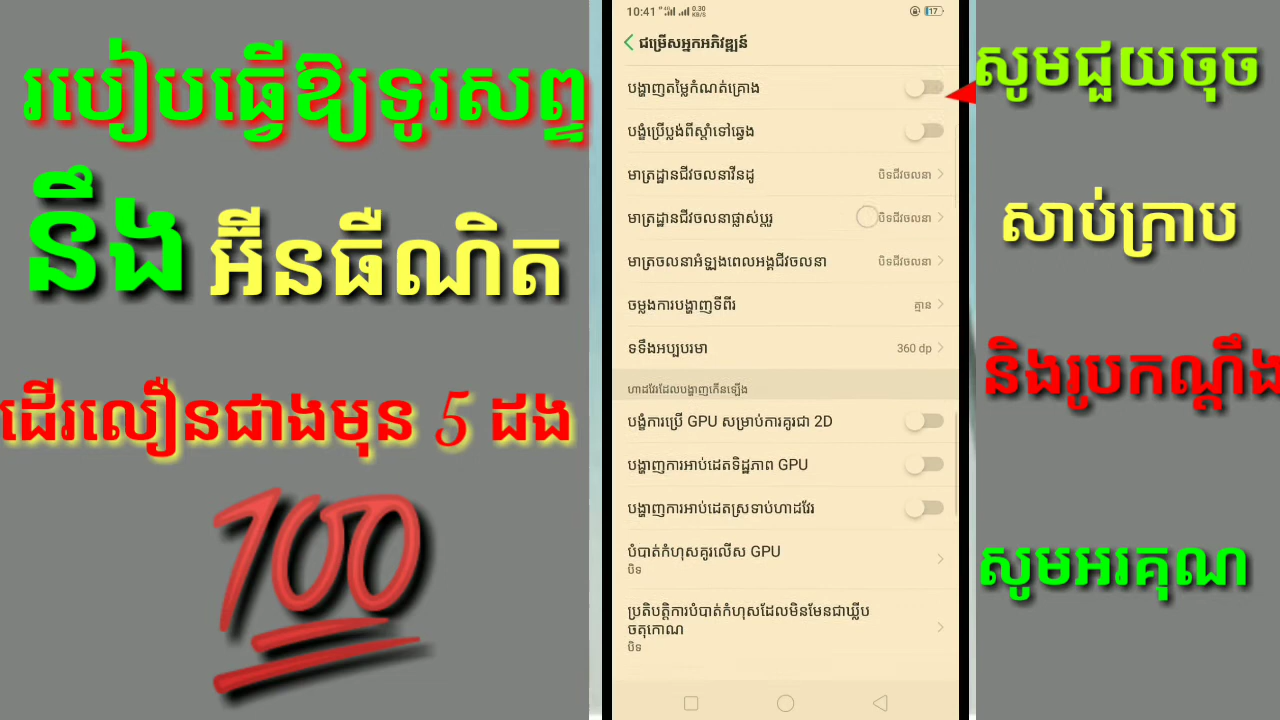 របៀបធ្វើឱ្យទូរសព្ទ
នឹង អ៊ីនធឺណិត
ដើរលឿនជាងមុន 5 ដង
100
10:41
0.30
KB/S
17
ជម្រើសអ្នកអភិវឌ្ឍន៍
បង្ហាញតម្លៃកំណត់គ្រោង
បង្ខំប្រើប្លង់ពីស្តាំទៅឆ្វេង
មាត្រដ្ឋានជីវចលនាវីនដូ បិទជីវចលនា
មាត្រដ្ឋានជីវចលនាផ្លាស់ប្តូរ បិទជីវចលនា
មាត្រចលនាអំឡុងពេលអង្គជីវចលនា បិទជីវចលនា
ចម្លងការបង្ហាញទីពីរ គ្មាន
ទទឹងអប្បបរមា 360 dp
ហាដវែរដែលបង្ហាញកើនឡើង
បង្ខំការប្រើ GPU សម្រាប់ការគូរជា 2D
បង្ហាញការអាប់ដេតទិដ្ឋភាព GPU
បង្ហាញការអាប់ដេតស្រទាប់ហាដវែរ
បំបាត់កំហុសគូរលើស GPU
បិទ
ប្រតិបត្តិការបំបាត់កំហុសដែលមិនមែនជាឃ្លីប
ចតុកោណ
បិទ
សូមជួយចុច
សាប់ក្រាប
និងរូបកណ្តឹង
សូមអរគុណ